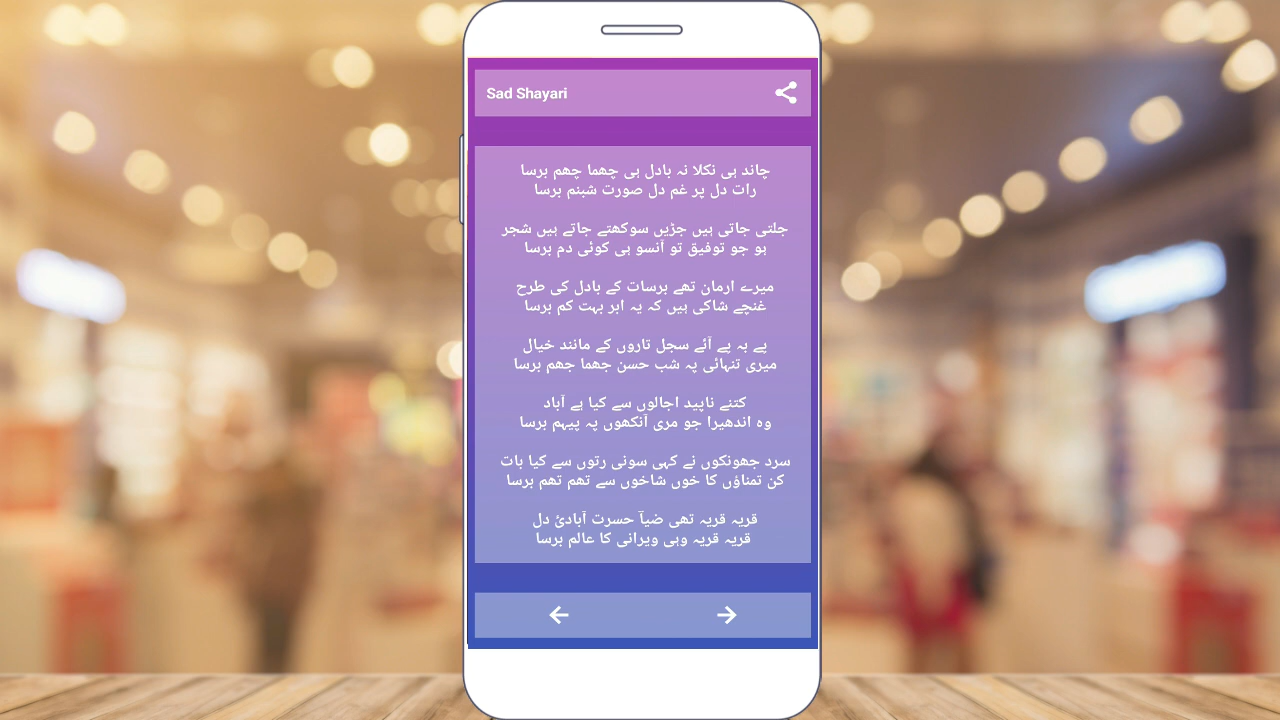 Sad Shayari
چاند ہی نکلا نہ بادل ہی چھما چھم برسا
رات دل پر غم دل صورت شبنم برسا
جلتی جاتی ہیں جڑیں سوکھتے جاتے ہیں شجر
ہو جو توفیق تو آنسو ہی کوئی دم برسا
میرے ارمان تھے برسات کے بادل کی طرح
غنچے شاکی ہیں کہ یہ ابر بہت کم برسا
پے بہ پے آئے سجل تاروں کے مانند خیال
میری تنہائی پہ شب حسن جھما جھم برسا
کتنے ناپید اجالوں سے کیا ہے آباد
وہ اندھیرا جو مری آنکھوں پہ پیہم برسا
سرد جھونکوں نے کہی سونی رتوں سے کیا بات
کن تمناؤں کا خوں شاخوں سے تھم تھم برسا
قریہ قریہ تھی ضیاؔ حسرت آبادیٔ دل
قریہ قریہ وہی ویرانی کا عالم برسا